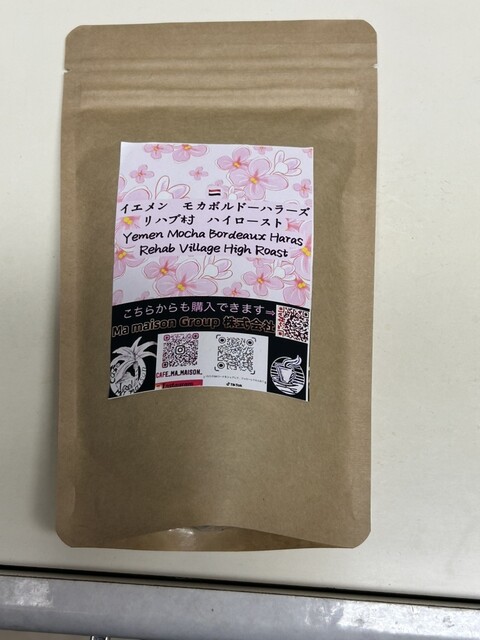 イエメン　モカボルドーハラーズ
リハブ村　ハイロースト
Yemen Mocha Bordeaux Haras
Rehab Village High Roast
こちらからも購入できます⇒
Ma maison Group 株式会社
CAFE_MA_MAISON_
TikTok